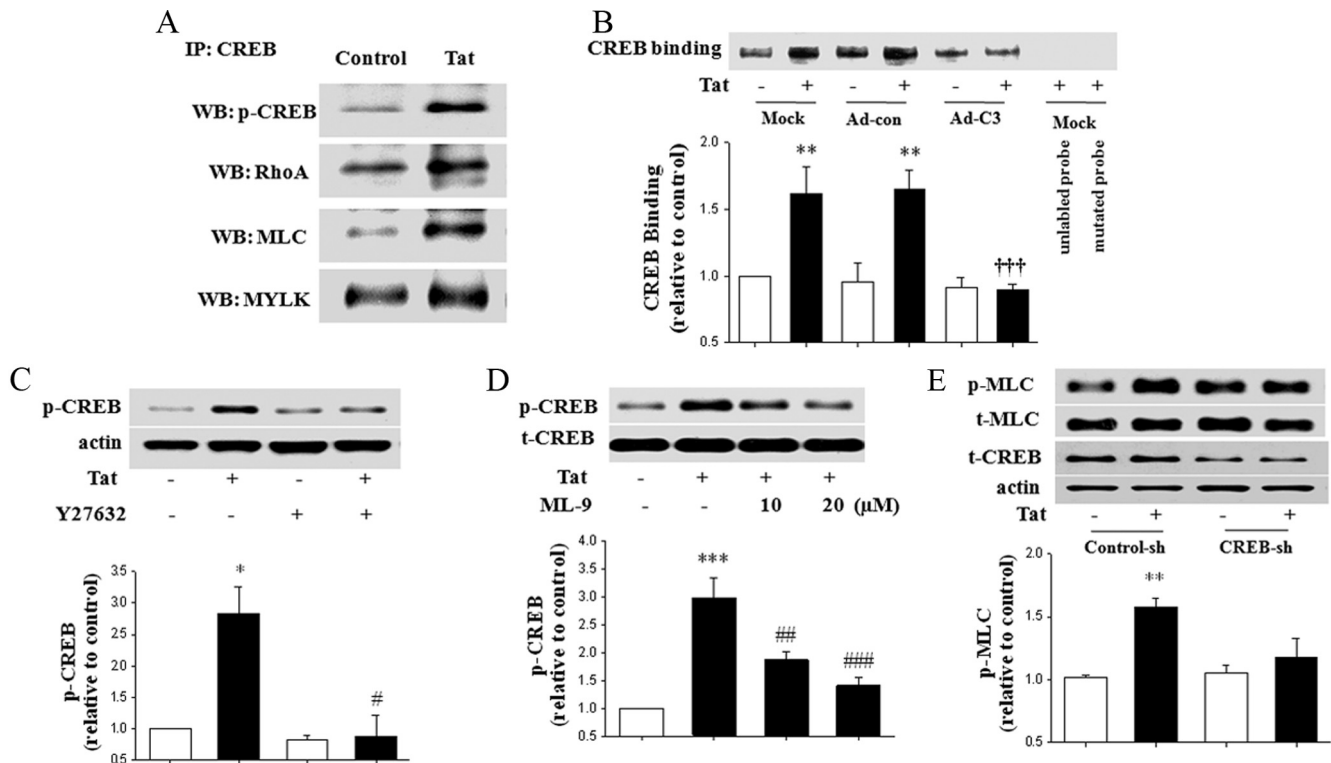 A
IP: CREB
Control Tat
WB: p-CREB
WB: RhoA
WB: MLC
WB: MYLK
B
CREB binding
Tat - + - + - + + +
Mock Ad-con Ad-C3 Mock
unlabled probe
mutated probe
CREB Binding
(relative to control)
2.0
1.5
1.0
0.5
** ** †††
C
p-CREB
actin
Tat - + - +
Y27632 - - + +
p-CREB
(relative to control)
3.5
3.0
2.5
2.0
1.5
1.0
0.5
* #
D
p-CREB
t-CREB
Tat - + + +
ML-9 - - 10 20 (µM)
p-CREB
(relative to control)
4.0
3.5
3.0
2.5
2.0
1.5
1.0
0.5
*** ## ###
E
p-MLC
t-MLC
t-CREB
actin
Tat - + - +
Control-sh CREB-sh
p-MLC
(relative to control)
2.0
1.5
1.0
0.5
**